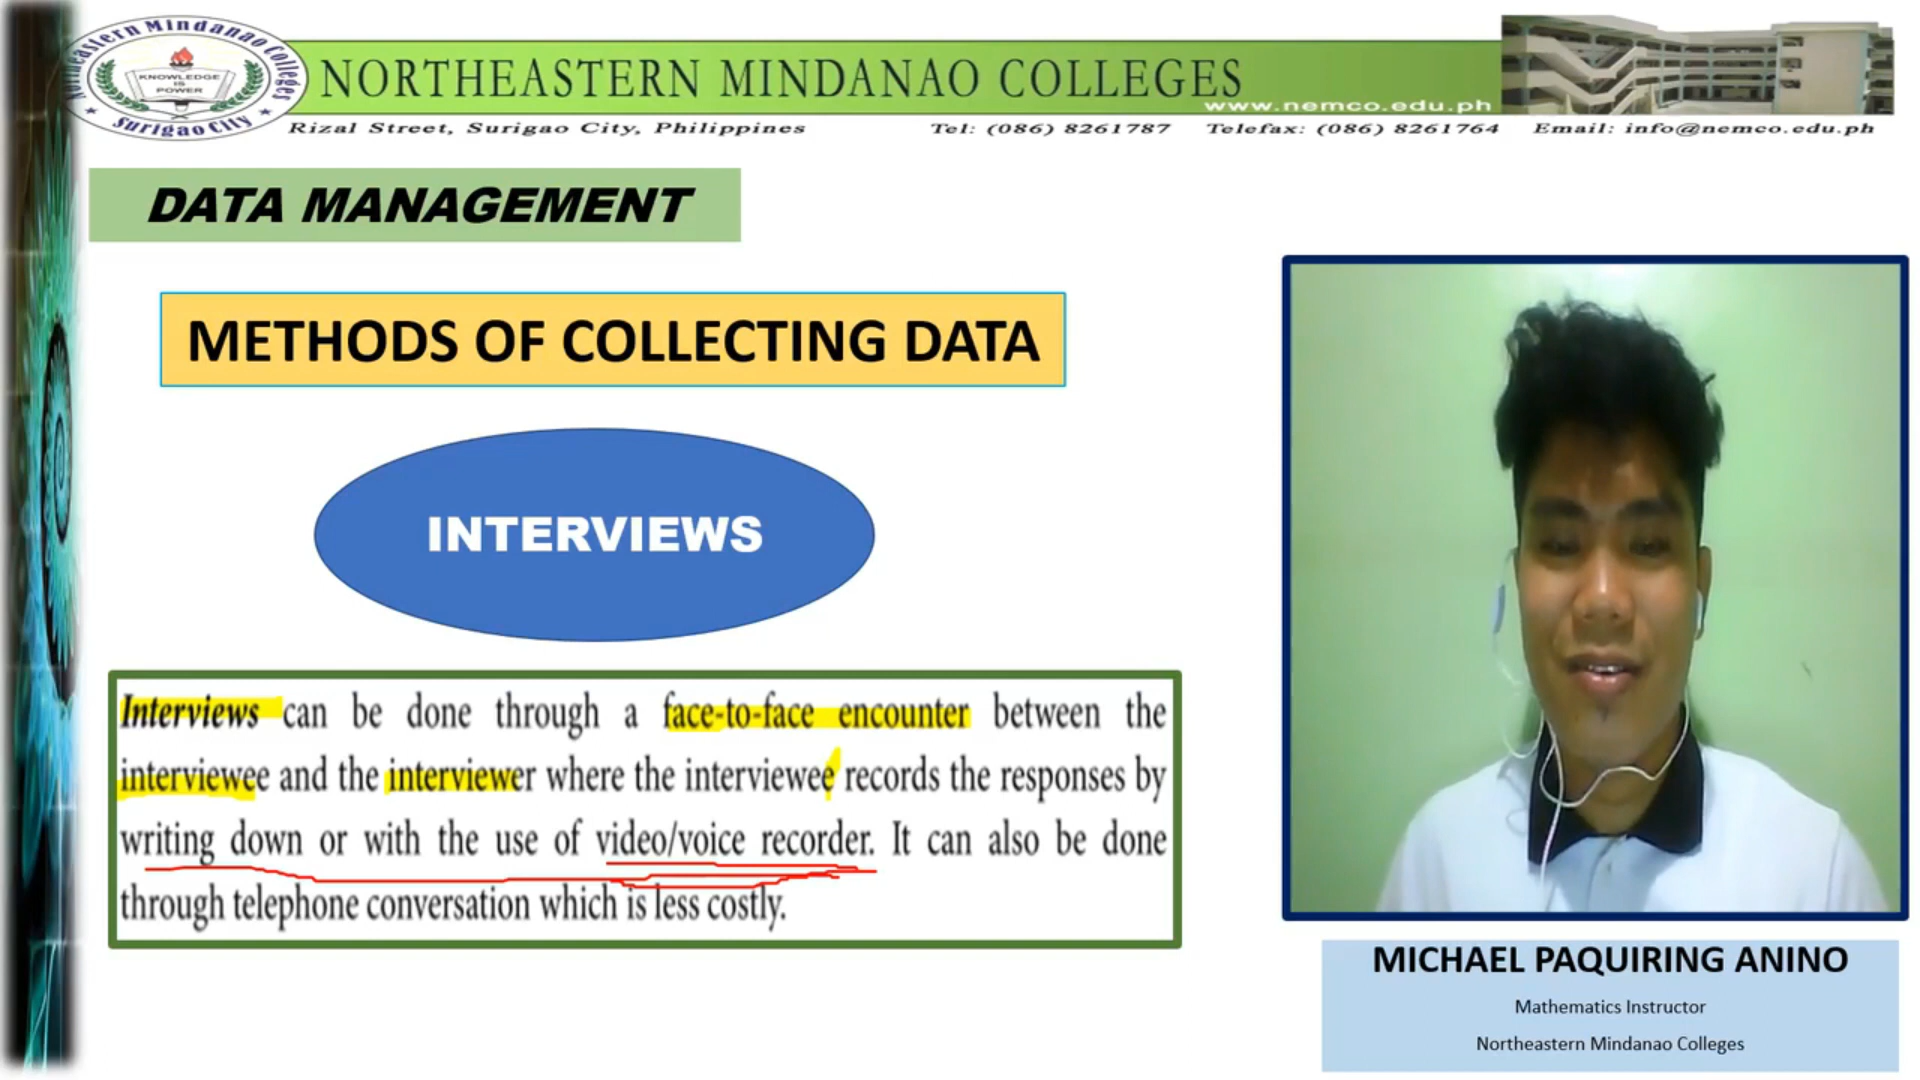 Northeastern Mindanao Colleges
KNOWLEDGE
IS
POWER
Surigao City
NORTHEASTERN MINDANAO COLLEGES
www.nemco.edu.ph
Rizal Street, Surigao City, Philippines Tel: (086) 8261787 Telefax: (086) 8261764 Email: info@nemco.edu.ph
DATA MANAGEMENT
METHODS OF COLLECTING DATA
INTERVIEWS
Interviews can be done through a face-to-face encounter between the
interviewee and the interviewer where the interviewee records the responses by
writing down or with the use of video/voice recorder. It can also be done
through telephone conversation which is less costly.
MICHAEL PAQUIRING ANINO
Mathematics Instructor
Northeastern Mindanao Colleges